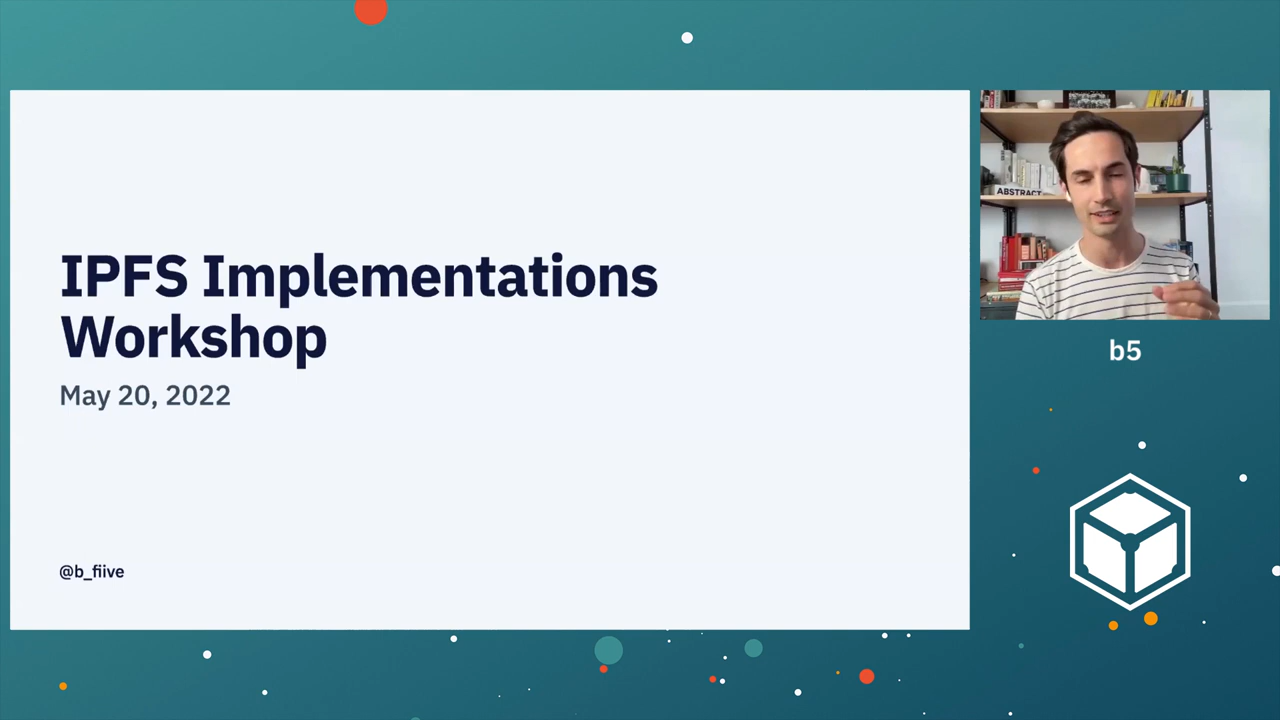 IPFS Implementations
Workshop
May 20, 2022
@b_fiive
ABSTRACT
b5